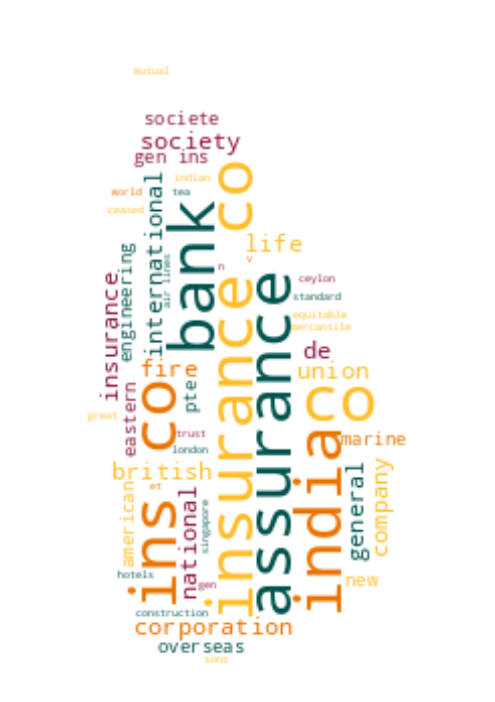 mutual
societe
society
gen ins
indian
world
tea
ceased
co
international
bank
life
engineering
air lines
n
v
insurance
ceylon
standard
equitable
mercantile
insurance co
assurance
de
fire
union
co
pte
co
eastern
great
trust
marine
london
british
india
american
et
ins
national
singapore
general
company
hotels
gen
new
construction
corporation
overseas
sons